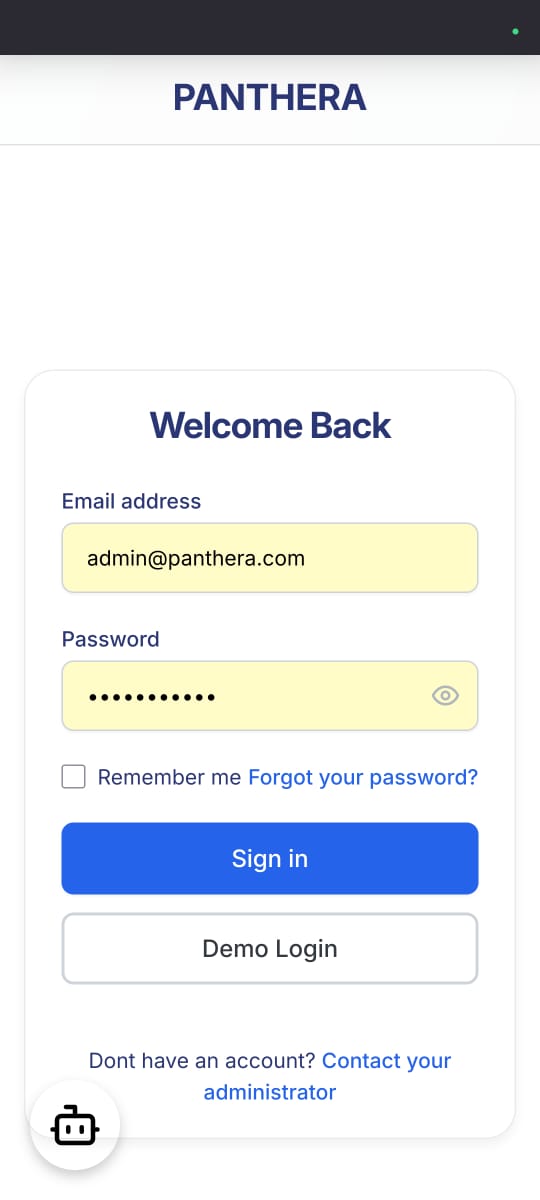 PANTHERA
Welcome Back
Email address
admin@panthera.com
Password
•••••••••••
Remember me Forgot your password?
Sign in
Demo Login
Dont have an account? Contact your
administrator